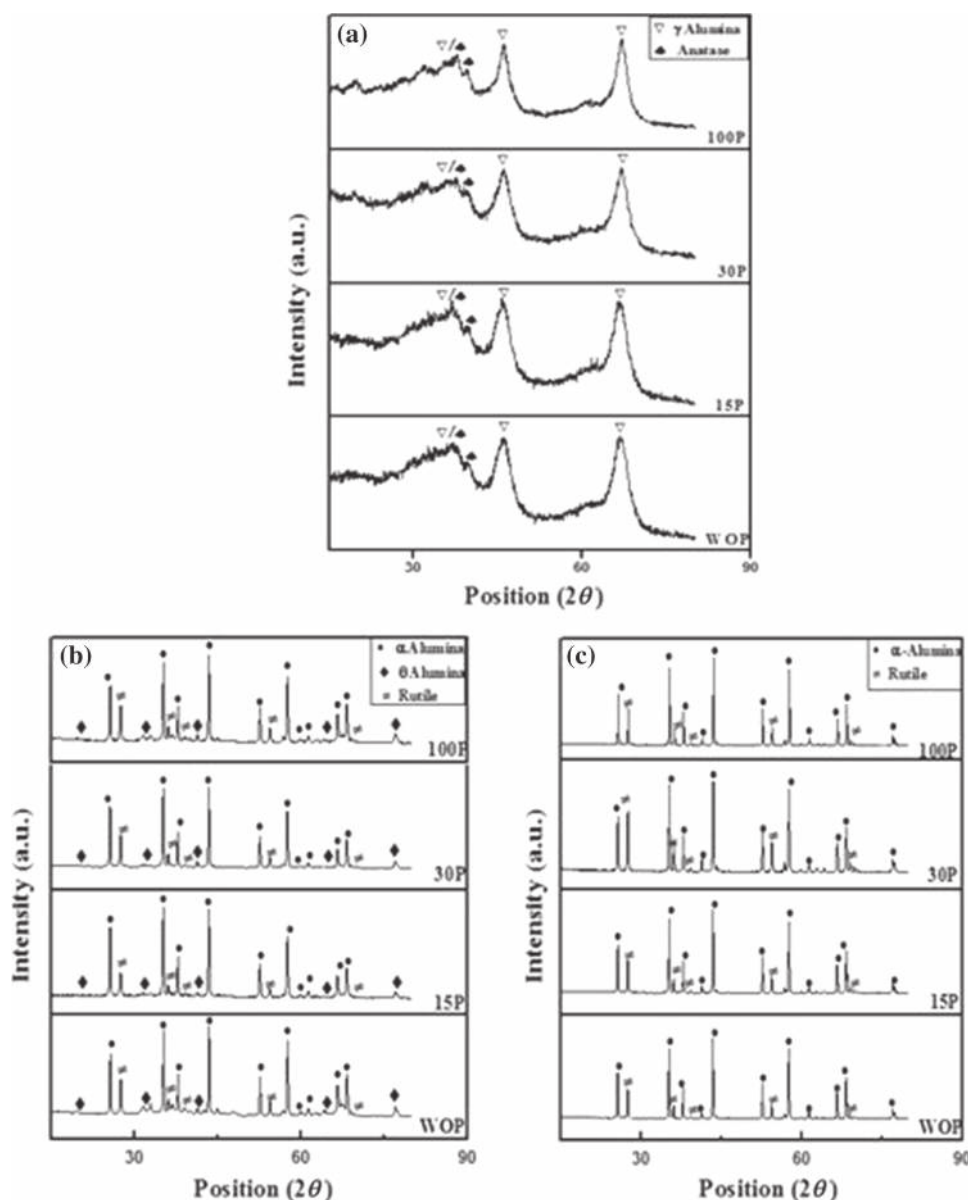 (a)
γ Alumina
Anatase
100P
30P
15P
WOP
Intensity (a.u.)
30 60 90
Position (2θ)
(b)
α Alumina
θ Alumina
Rutile
100P
30P
15P
WOP
Intensity (a.u.)
30 60 90
Position (2θ)
(c)
α-Alumina
Rutile
100P
30P
15P
WOP
Intensity (a.u.)
30 60 90
Position (2θ)